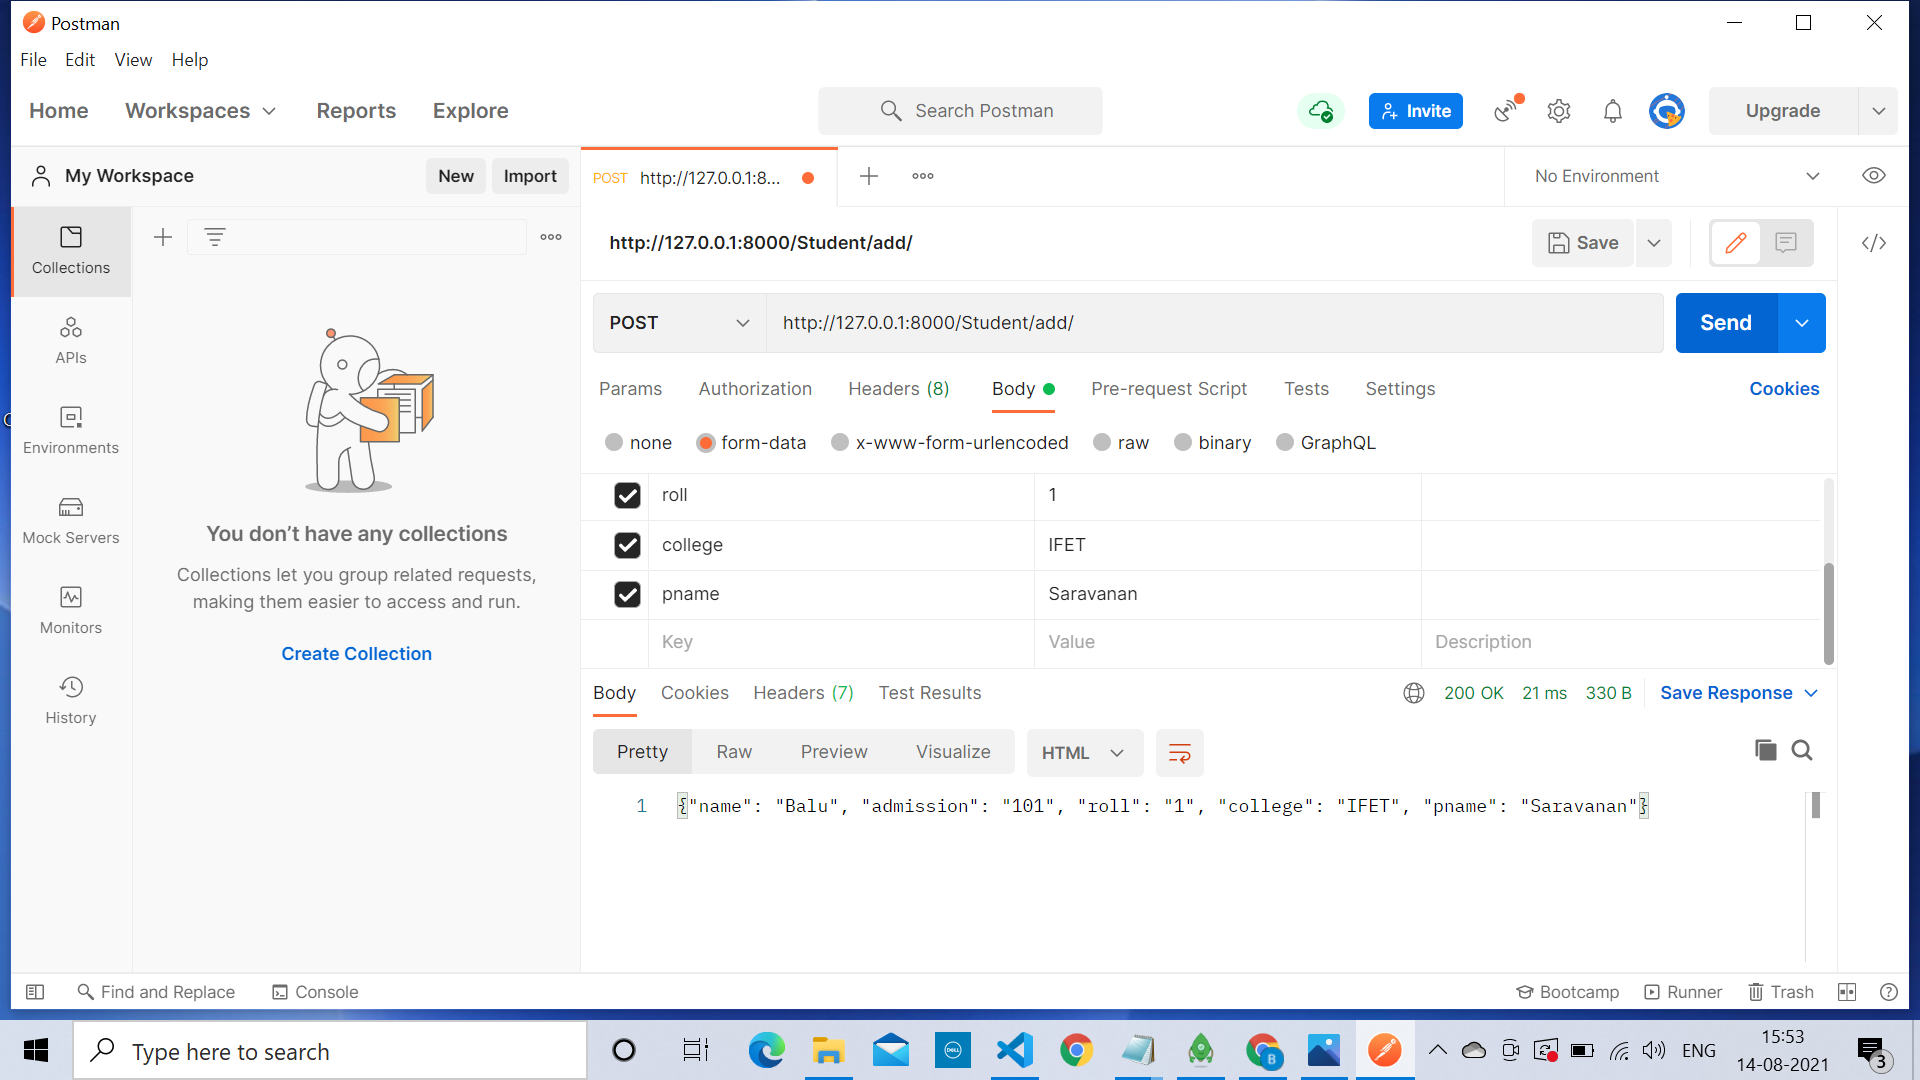 Postman
File Edit View Help
Home Workspaces Reports Explore
Search Postman
Invite
Upgrade
My Workspace
New Import
POST http://127.0.0.1:8...
No Environment
Collections
APIs
Environments
Mock Servers
Monitors
History
You don’t have any collections
Collections let you group related requests,
making them easier to access and run.
Create Collection
http://127.0.0.1:8000/Student/add/
Save
POST http://127.0.0.1:8000/Student/add/
Send
Params Authorization Headers (8) Body Pre-request Script Tests Settings Cookies
none form-data x-www-form-urlencoded raw binary GraphQL
roll 1
college IFET
pname Saravanan
Key Value Description
Body Cookies Headers (7) Test Results
200 OK 21 ms 330 B Save Response
Pretty Raw Preview Visualize HTML
1 {"name": "Balu", "admission": "101", "roll": "1", "college": "IFET", "pname": "Saravanan"}
Find and Replace Console
Bootcamp Runner Trash
Type here to search
DELL
B
ENG
15:53
14-08-2021
3